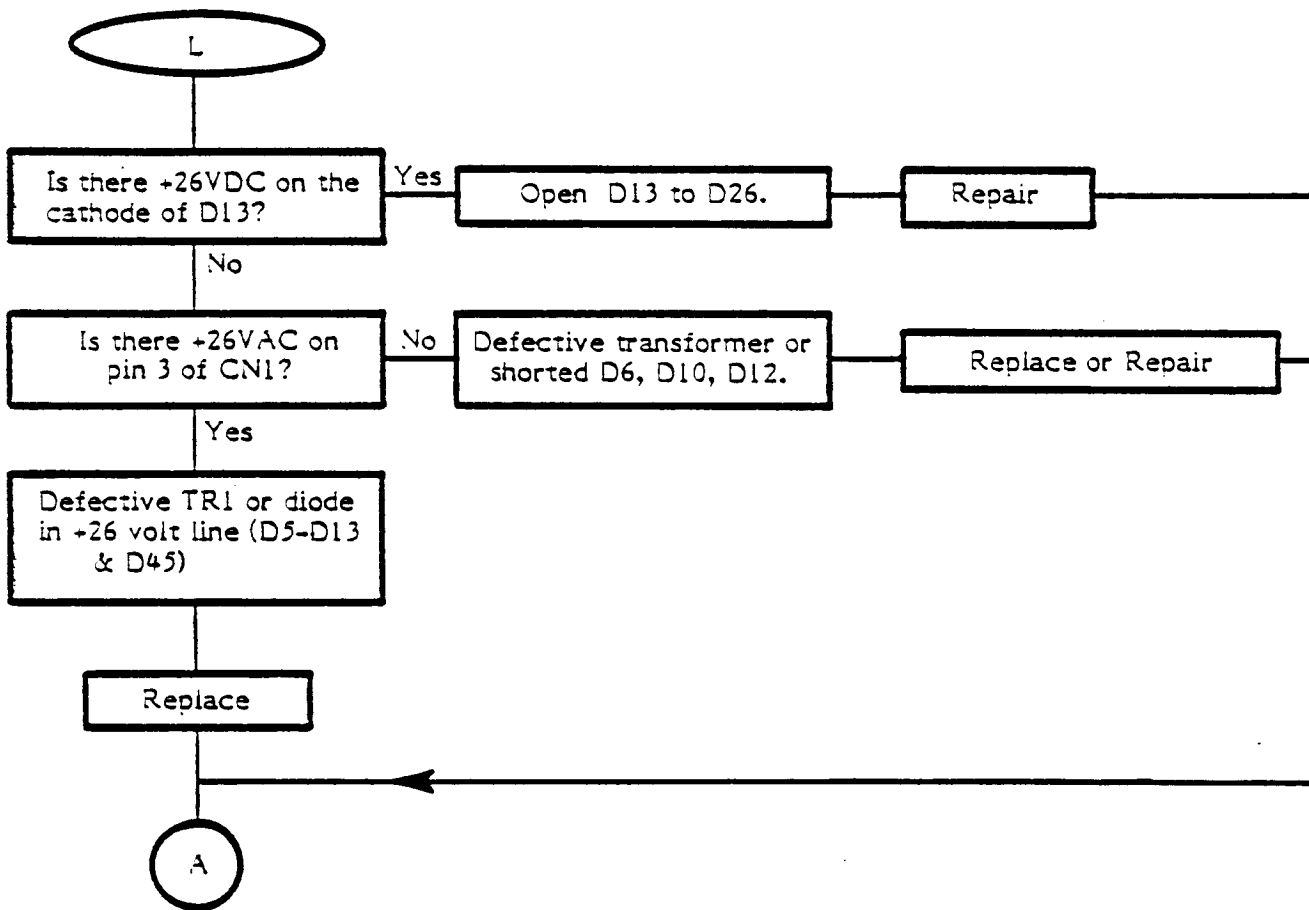 L
Is there +26VDC on the
cathode of D13?
Yes
Open D13 to D26.
Repair
No
Is there +26VAC on
pin 3 of CN1?
No
Defective transformer or
shorted D6, D10, D12.
Replace or Repair
Yes
Defective TR1 or diode
in +26 volt line (D5-D13
& D45)
Replace
A